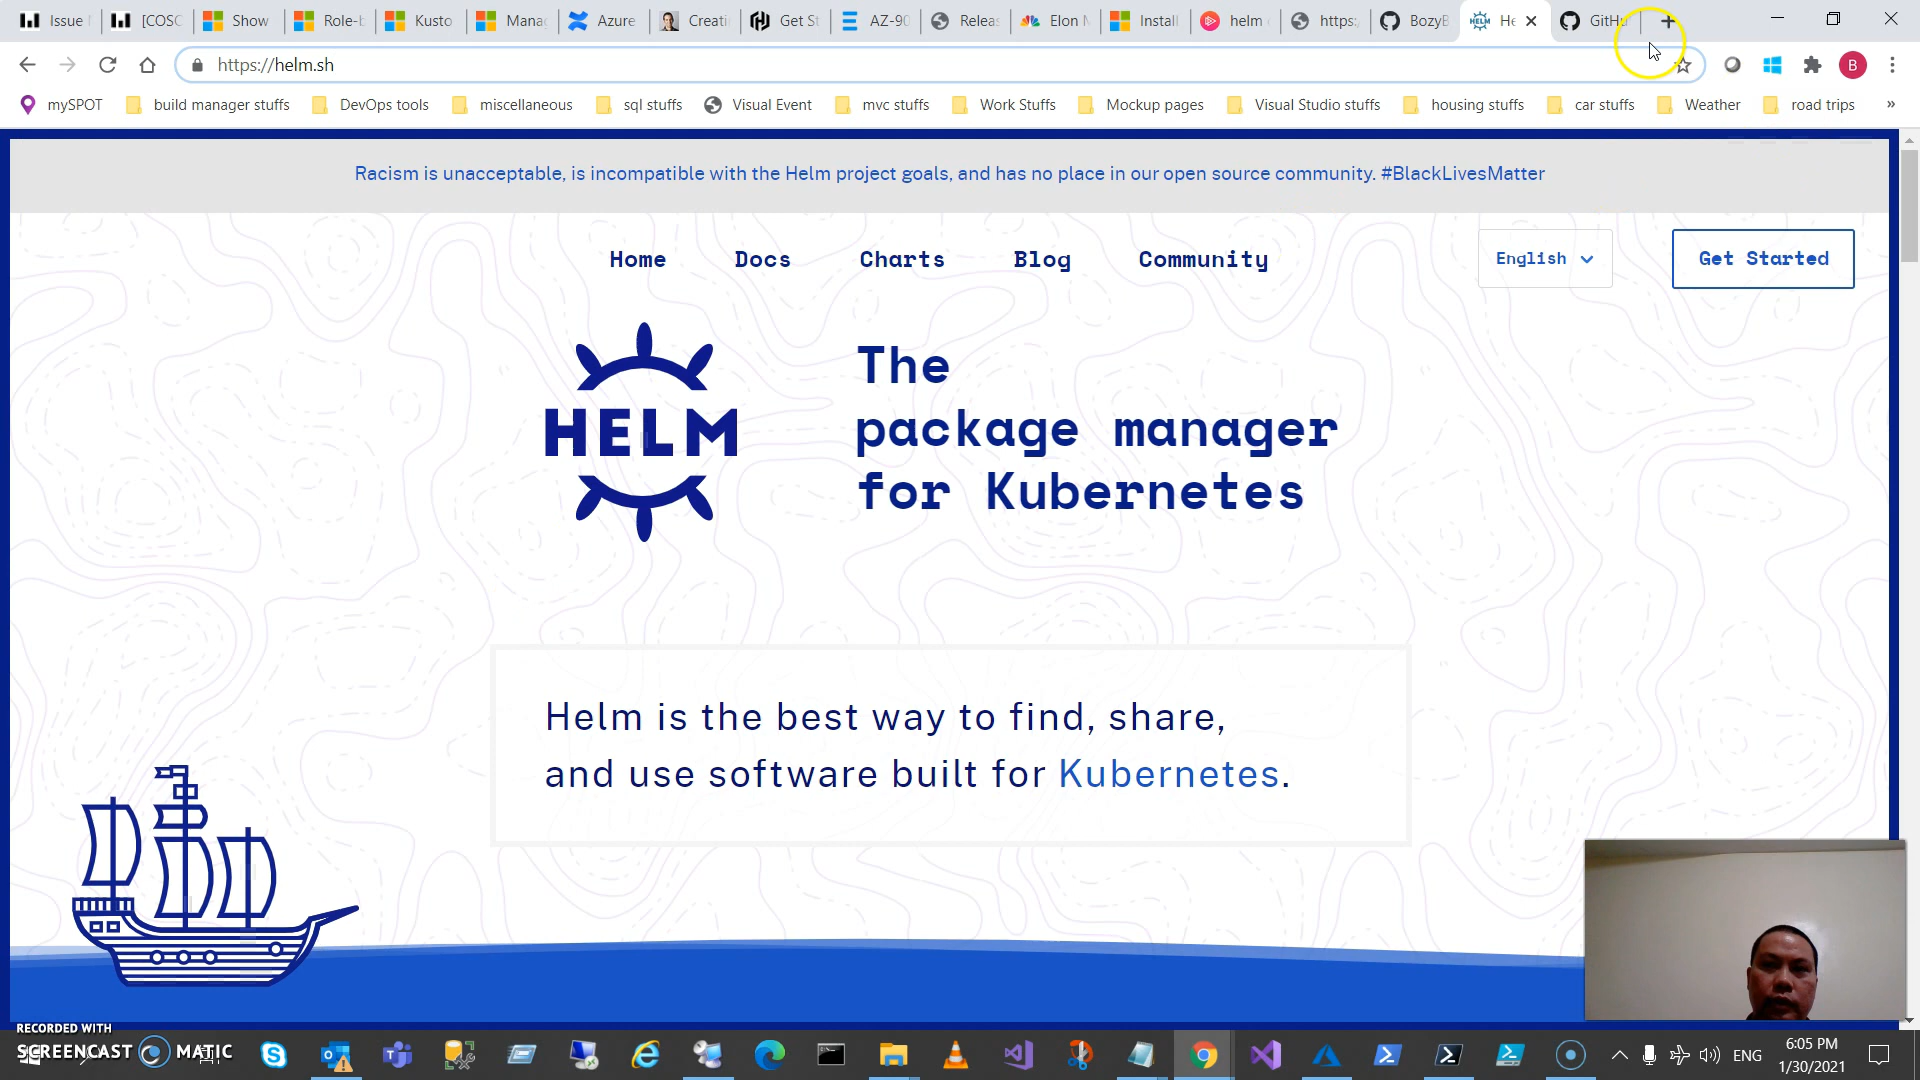 Issue
[COSC
Show
Role-b
Kusto
Mana
Azure
Creati
Get St
AZ-90
Releas
Elon M
Install
helm
https:/
BozyB
He
GitHu
https://helm.sh
B
mySPOT
build manager stuffs
DevOps tools
miscellaneous
sql stuffs
Visual Event
mvc stuffs
Work Stuffs
Mockup pages
Visual Studio stuffs
housing stuffs
car stuffs
Weather
road trips
»
Racism is unacceptable, is incompatible with the Helm project goals, and has no place in our open source community. #BlackLivesMatter
Home
Docs
Charts
Blog
Community
English
Get Started
HELM
The
package manager
for Kubernetes
Helm is the best way to find, share,
and use software built for Kubernetes.
RECORDED WITH
SCREENCAST MATIC
ENG
6:05 PM
1/30/2021